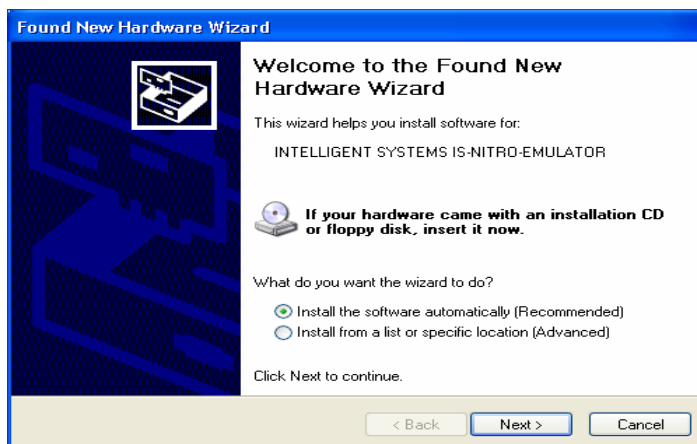 Found New Hardware Wizard
Welcome to the Found New
Hardware Wizard
This wizard helps you install software for:
INTELLIGENT SYSTEMS IS-NITRO-EMULATOR
If your hardware came with an installation CD
or floppy disk, insert it now.
What do you want the wizard to do?
Install the software automatically (Recommended)
Install from a list or specific location (Advanced)
Click Next to continue.
< Back Next > Cancel